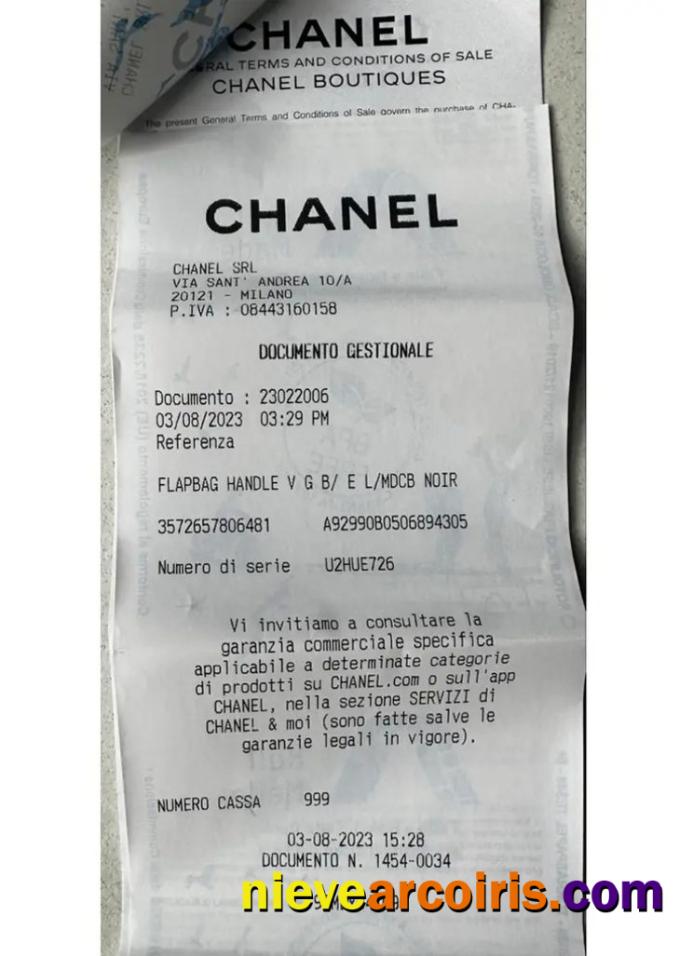 CHANEL
RAL TERMS AND CONDITIONS OF SALE
CHANEL BOUTIQUES
The present General Terms and Conditions of Sale govern the purchase of CHA-
CHANEL
CHANEL SRL
VIA SANT' ANDREA 10/A
20121 - MILANO
P.IVA : 08443160158
DOCUMENTO GESTIONALE
Documento : 23022006
03/08/2023 03:29 PM
Referenza
FLAPBAG HANDLE V G B/ E L/MDCB NOIR
3572657806481 A92990B0506894305
Numero di serie U2HUE726
Vi invitiamo a consultare la
garanzia commerciale specifica
applicabile a determinate categorie
di prodotti su CHANEL.com o sull'app
CHANEL, nella sezione SERVIZI di
CHANEL & moi (sono fatte salve le
garanzie legali in vigore).
NUMERO CASSA 999
03-08-2023 15:28
DOCUMENTO N. 1454-0034
nievearcoiris.com